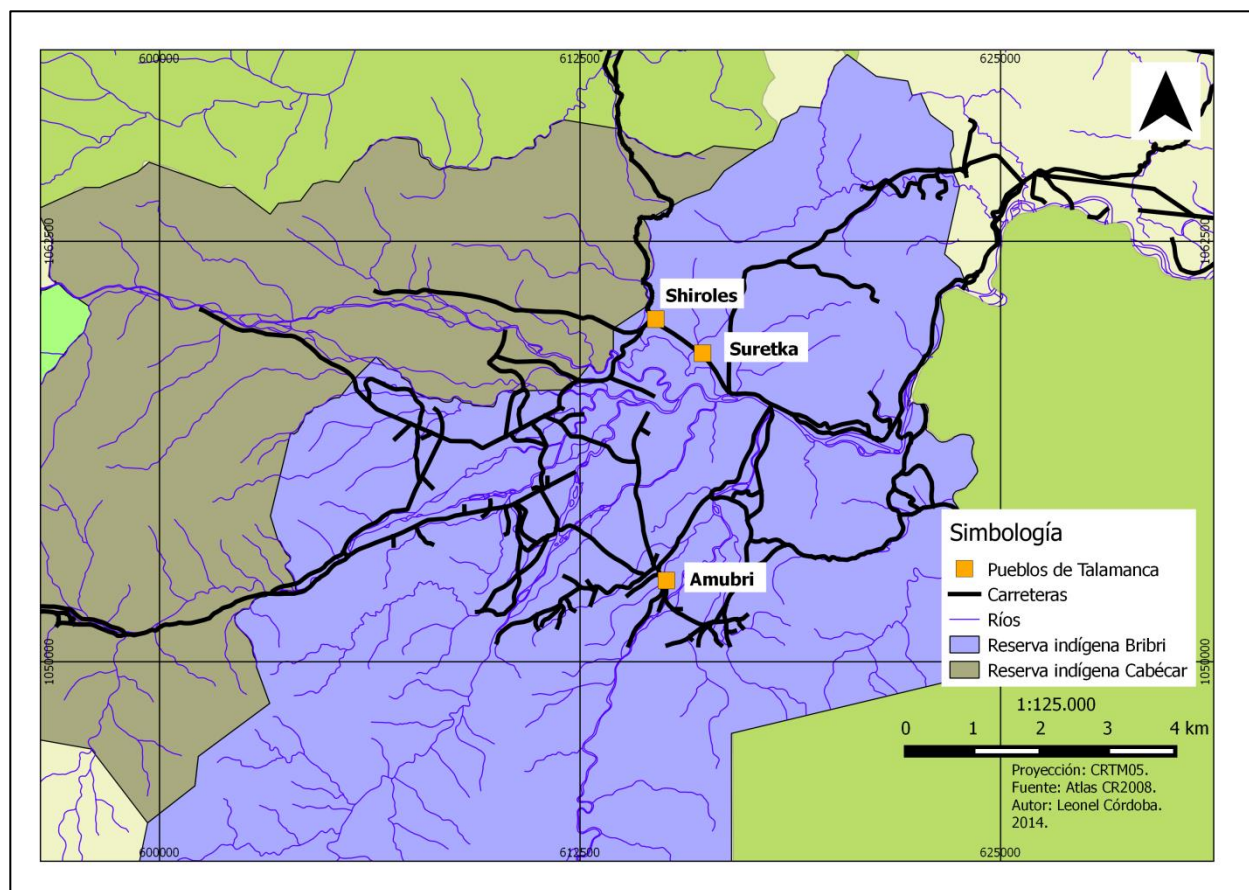 600000
612500
625000
1062500
1062500
Shiroles
Suretka
Amubri
Simbología
Pueblos de Talamanca
Carreteras
Ríos
Reserva indígena Bribri
Reserva indígena Cabécar
1050000
1050000
1:125.000
0 1 2 3 4 km
Proyección: CRTM05.
Fuente: Atlas CR2008.
Autor: Leonel Córdoba.
2014.
600000
612500
625000